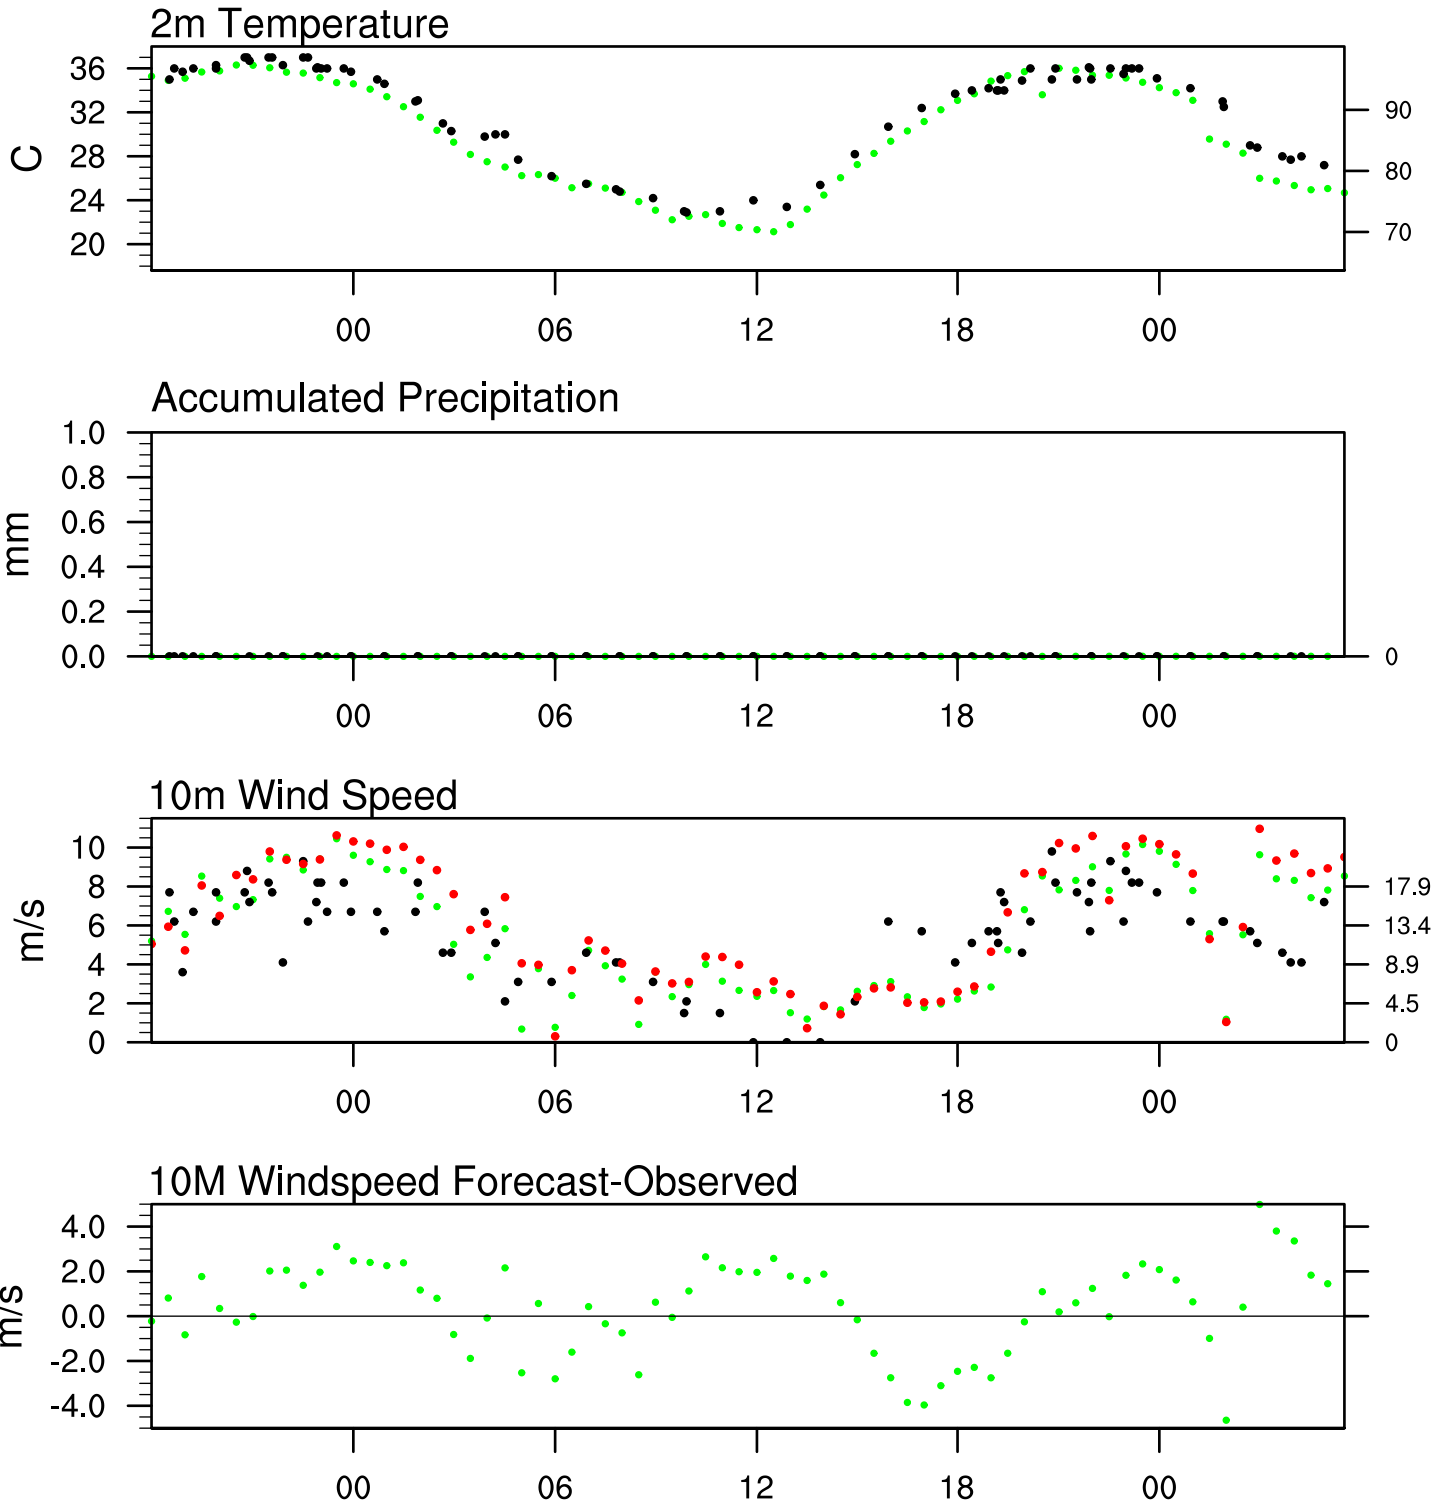 2m Temperature
36
32
28
24
20
C
90
80
70
00 06 12 18 00
Accumulated Precipitation
1.0
0.8
0.6
0.4
0.2
0.0
mm
0
00 06 12 18 00
10m Wind Speed
10
8
6
4
2
0
m/s
17.9
13.4
8.9
4.5
0
00 06 12 18 00
10M Windspeed Forecast-Observed
4.0
2.0
0.0
-2.0
-4.0
m/s
00 06 12 18 00